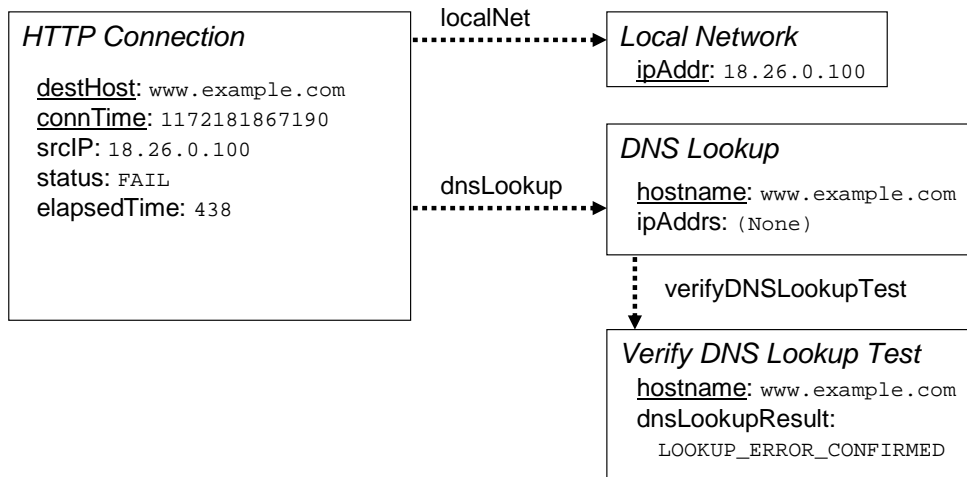 HTTP Connection
destHost: www.example.com
connTime: 1172181867190
srcIP: 18.26.0.100
status: FAIL
elapsedTime: 438
localNet
Local Network
ipAddr: 18.26.0.100
dnsLookup
DNS Lookup
hostname: www.example.com
ipAddrs: (None)
verifyDNSLookupTest
Verify DNS Lookup Test
hostname: www.example.com
dnsLookupResult:
LOOKUP_ERROR_CONFIRMED